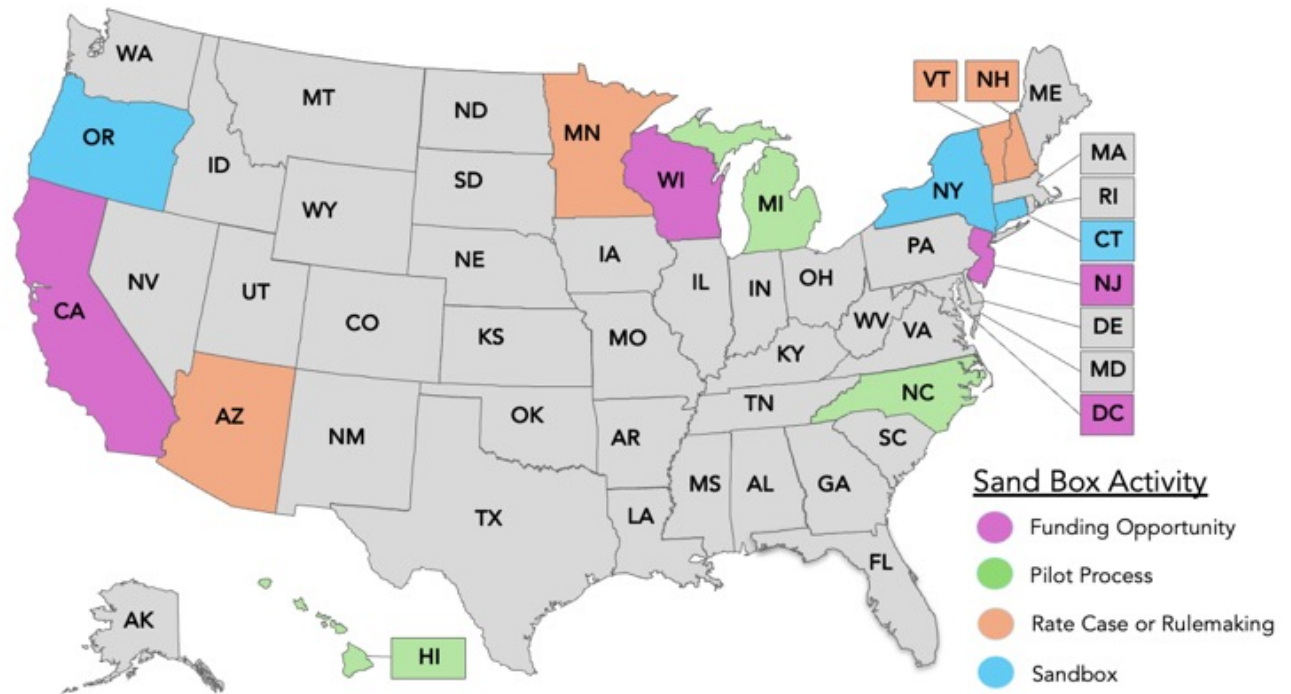 WA
VT
NH
ME
MT
ND
OR
MN
MA
ID
SD
WI
NY
RI
WY
MI
CT
PA
NE
IA
NV
UT
IL
IN
OH
NJ
CA
CO
WV
VA
DE
KS
MO
KY
MD
NC
TN
DC
AZ
OK
NM
AR
SC
MS
AL
GA
Sand Box Activity
TX
LA
Funding Opportunity
FL
Pilot Process
AK
Rate Case or Rulemaking
HI
Sandbox